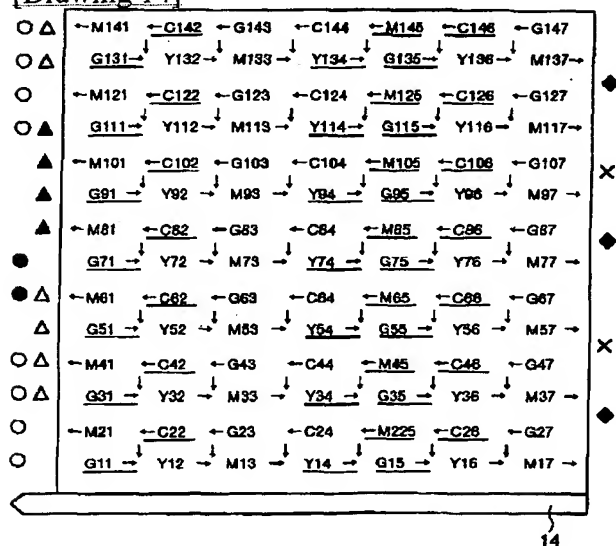 [Drawing
M141 C142 G143 C144 M145 C146 G147
G131 Y132 M133 Y134 G135 Y136 M137
M121 C122 G123 C124 M125 C126 G127
G111 Y112 M113 Y114 G115 Y116 M117
M101 C102 G103 C104 M105 C106 G107
G91 Y92 M93 Y94 G95 Y96 M97
M81 C82 G83 C84 M85 C86 G87
G71 Y72 M73 Y74 G75 Y76 M77
M61 C62 G63 C64 M65 C66 G67
G51 Y52 M53 Y54 G55 Y56 M57
M41 C42 G43 C44 M45 C46 G47
G31 Y32 M33 Y34 G35 Y36 M37
M21 C22 G23 C24 M225 C26 G27
G11 Y12 M13 Y14 G15 Y16 M17
14